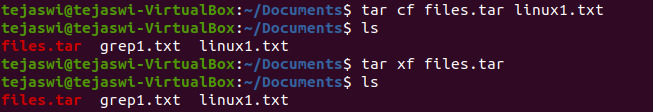 tejaswi@tejaswi-VirtualBox:~/Documents$ tar cf files.tar linux1.txt
tejaswi@tejaswi-VirtualBox:~/Documents$ ls
files.tar  grep1.txt  linux1.txt
tejaswi@tejaswi-VirtualBox:~/Documents$ tar xf files.tar
tejaswi@tejaswi-VirtualBox:~/Documents$ ls
files.tar  grep1.txt  linux1.txt